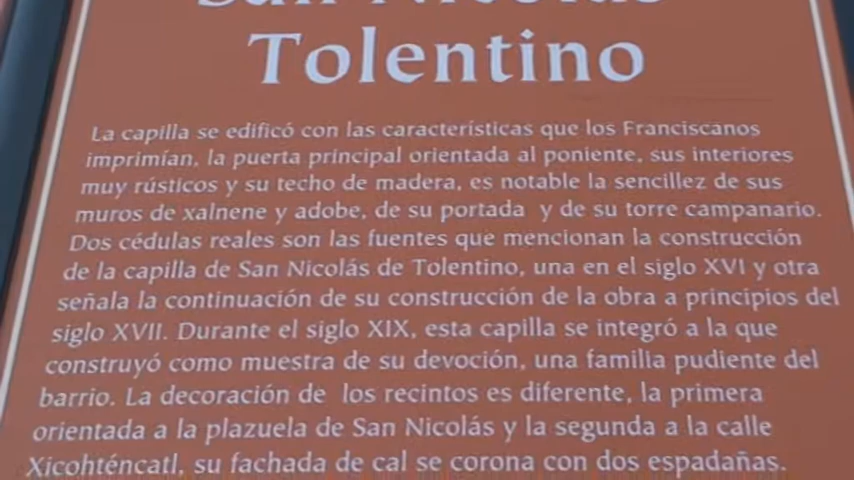 San Nicolás
Tolentino
La capilla se edificó con las características que los Franciscanos
imprimían, la puerta principal orientada al poniente, sus interiores
muy rústicos y su techo de madera, es notable la sencillez de sus
muros de xalnene y adobe, de su portada y de su torre campanario.
Dos cédulas reales son las fuentes que mencionan la construcción
de la capilla de San Nicolás de Tolentino, una en el siglo XVI y otra
señala la continuación de su construcción de la obra a principios del
siglo XVII. Durante el siglo XIX, esta capilla se integró a la que
construyó como muestra de su devoción, una familia pudiente del
barrio. La decoración de los recintos es diferente, la primera
orientada a la plazuela de San Nicolás y la segunda a la calle
Xicohténcatl, su fachada de cal se corona con dos espadañas.